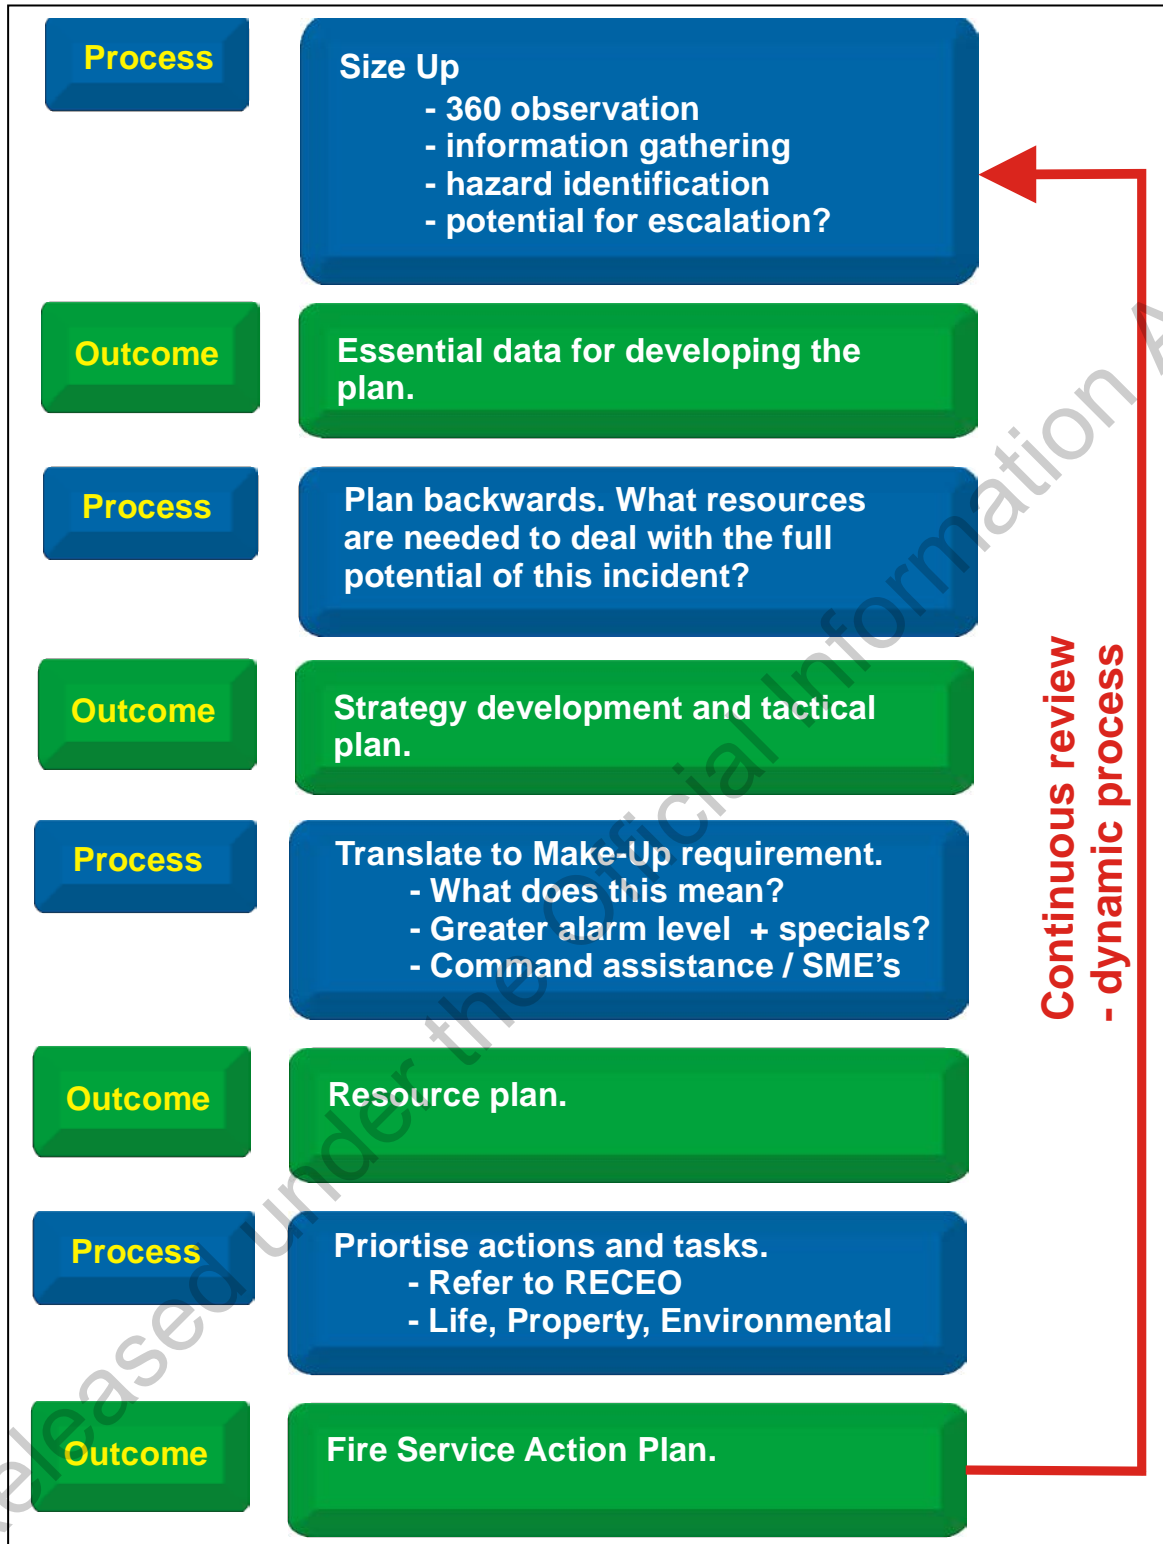 Process
Size Up
- 360 observation
- information gathering
- hazard identification
- potential for escalation?
Outcome
Essential data for developing the
plan.
Process
Plan backwards. What resources
are needed to deal with the full
potential of this incident?
Outcome
Strategy development and tactical
plan.
Process
Translate to Make-Up requirement.
- What does this mean?
- Greater alarm level + specials?
- Command assistance / SME's
Outcome
Resource plan.
Process
Priortise actions and tasks.
- Refer to RECEO
- Life, Property, Environmental
Outcome
Fire Service Action Plan.
Continuous review
- dynamic process
eleased under the Official Information A